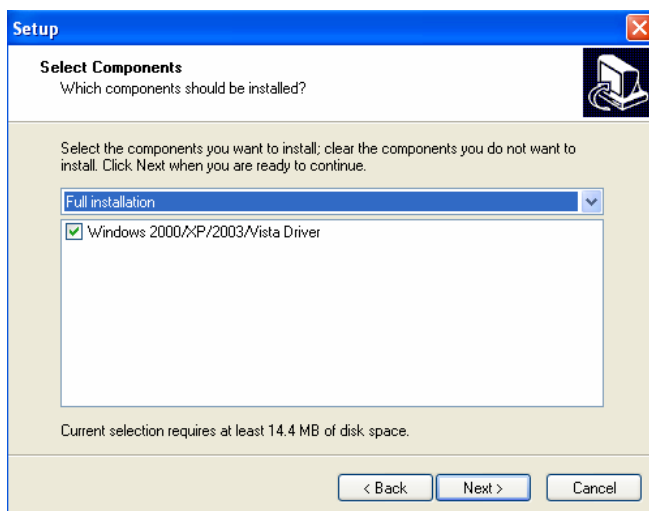 Setup
Select Components
Which components should be installed?
Select the components you want to install; clear the components you do not want to
install. Click Next when you are ready to continue.
Full installation
Windows 2000/XP/2003/Vista Driver
Current selection requires at least 14.4 MB of disk space.
< Back Next > Cancel